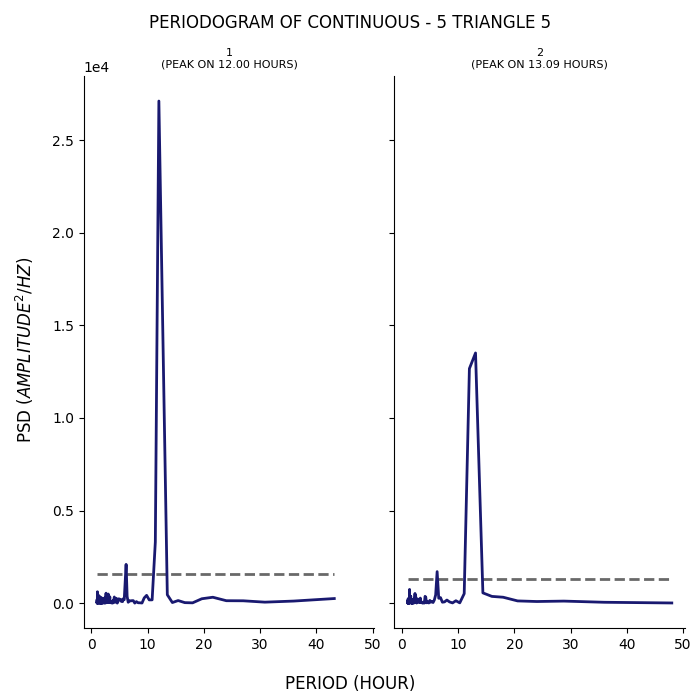 PERIODOGRAM OF CONTINUOUS - 5 TRIANGLE 5
1
(PEAK ON 12.00 HOURS)
2
(PEAK ON 13.09 HOURS)
1e4
2.5
2.0
1.5
1.0
0.5
0.0
PSD (AMPLITUDE²/HZ)
0 10 20 30 40 50
0 10 20 30 40 50
PERIOD (HOUR)